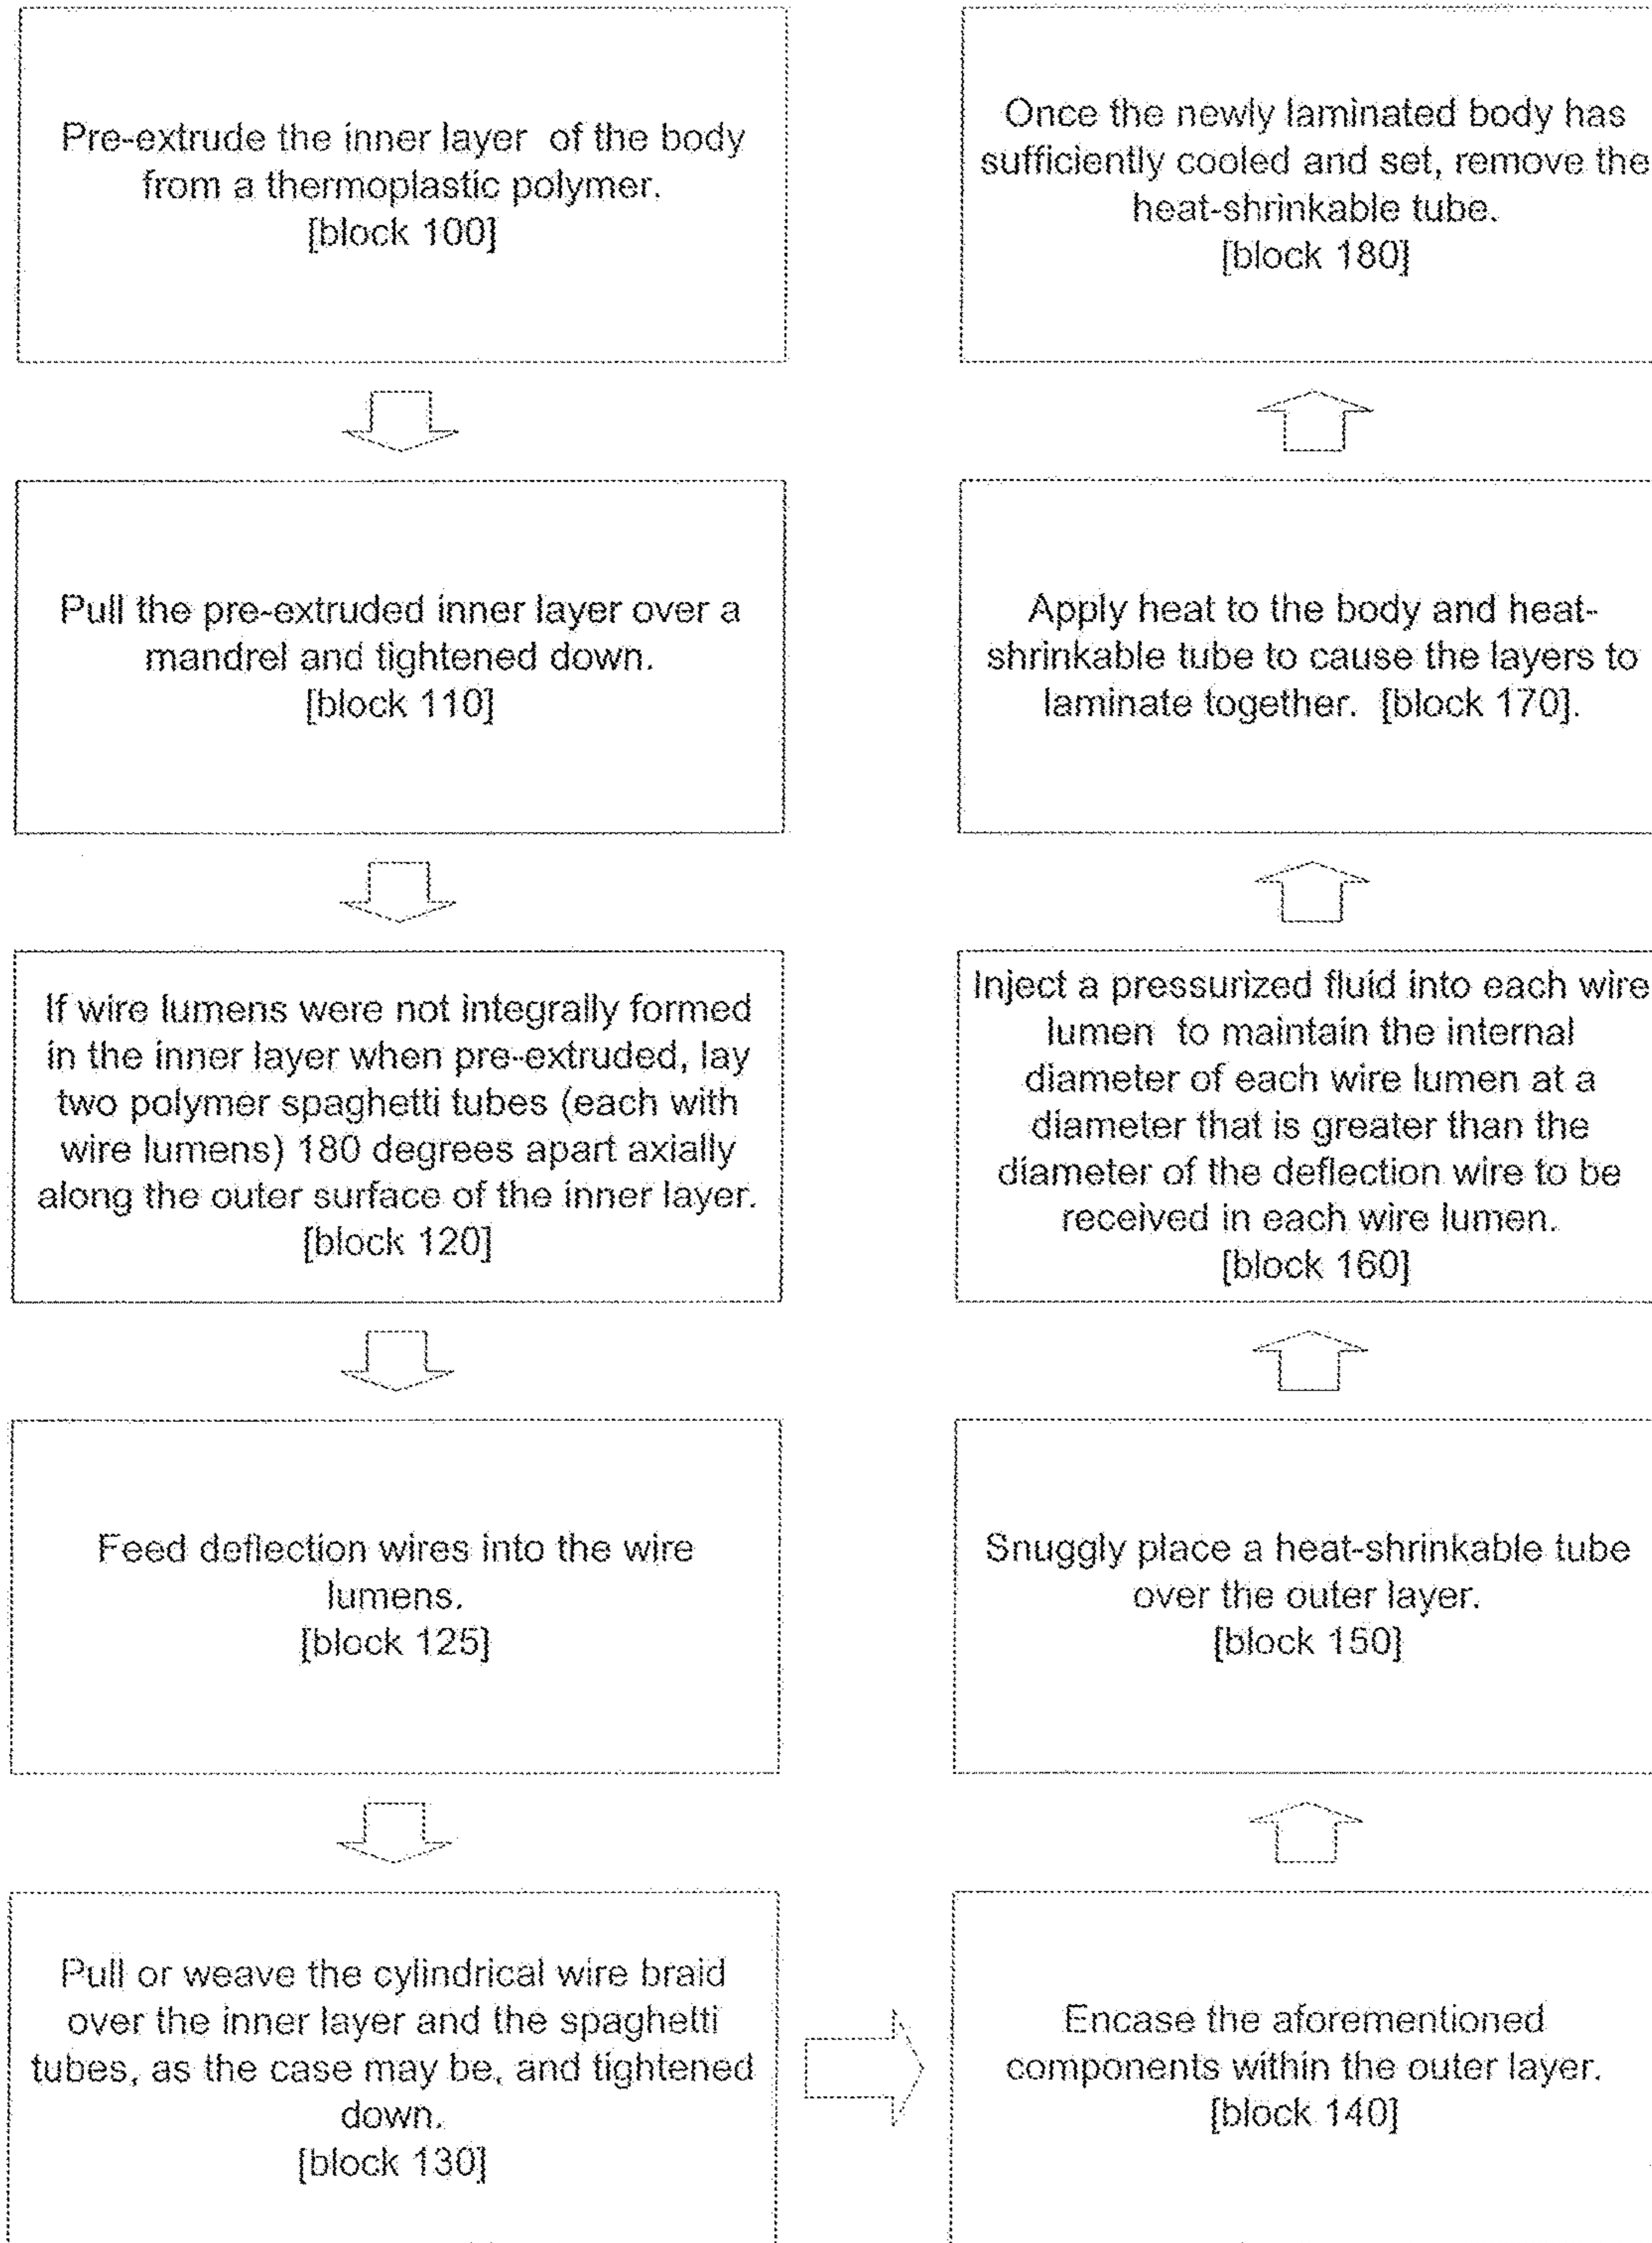 Pre-extrude the inner layer of the body
from a thermoplastic polymer.
[block 100]
Pull the pre-extruded inner layer over a
mandrel and tightened down.
[block 110]
If wire lumens were not integrally formed
in the inner layer when pre-extruded, lay
two polymer spaghetti tubes (each with
wire lumens) 180 degrees apart axially
along the outer surface of the inner layer.
[block 120]
Feed deflection wires into the wire
lumens.
[block 125]
Pull or weave the cylindrical wire braid
over the inner layer and the spaghetti
tubes, as the case may be, and tightened
down.
[block 130]
Encase the aforementioned
components within the outer layer.
[block 140]
Snuggly place a heat-shrinkable tube
over the outer layer.
[block 150]
Inject a pressurized fluid into each wire
lumen to maintain the internal
diameter of each wire lumen at a
diameter that is greater than the
diameter of the deflection wire to be
received in each wire lumen.
[block 160]
Apply heat to the body and heat-
shrinkable tube to cause the layers to
laminate together. [block 170].
Once the newly laminated body has
sufficiently cooled and set, remove the
heat-shrinkable tube.
[block 180]